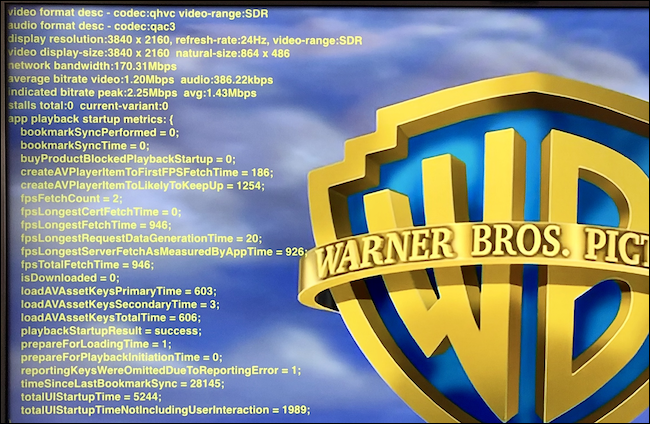 video format desc - codec:qhvc video-range:SDR
audio format desc - codec:qac3
display resolution:3840 x 2160, refresh-rate:24Hz, video-range:SDR
video display-size:3840 x 2160 natural-size:864 x 486
network bandwidth:170.31Mbps
average bitrate video:1.20Mbps audio:386.22kbps
indicated bitrate peak:2.25Mbps avg:1.43Mbps
stalls total:0 current-variant:0
app playback startup metrics: {
bookmarkSyncPerformed = 0;
bookmarkSyncTime = 0;
buyProductBlockedPlaybackStartup = 0;
createAVPlayerItemToFirstFPSFetchTime = 186;
createAVPlayerItemToLikelyToKeepUp = 1254;
fpsFetchCount = 2;
fpsLongestCertFetchTime = 0;
fpsLongestFetchTime = 946;
fpsLongestRequestDataGenerationTime = 20;
fpsLongestServerFetchAsMeasuredByAppTime = 926;
fpsTotalFetchTime = 946;
isDownloaded = 0;
loadAVAssetKeysPrimaryTime = 603;
loadAVAssetKeysSecondaryTime = 3;
loadAVAssetKeysTotalTime = 606;
playbackStartupResult = success;
prepareForLoadingTime = 1;
prepareForPlaybackInitiationTime = 0;
reportingKeysWereOmittedDueToReportingError = 1;
timeSinceLastBookmarkSync = 28145;
totalUIStartupTime = 5244;
totalUIStartupTimeNotIncludingUserInteraction = 1989;
WB
WARNER BROS. PICT